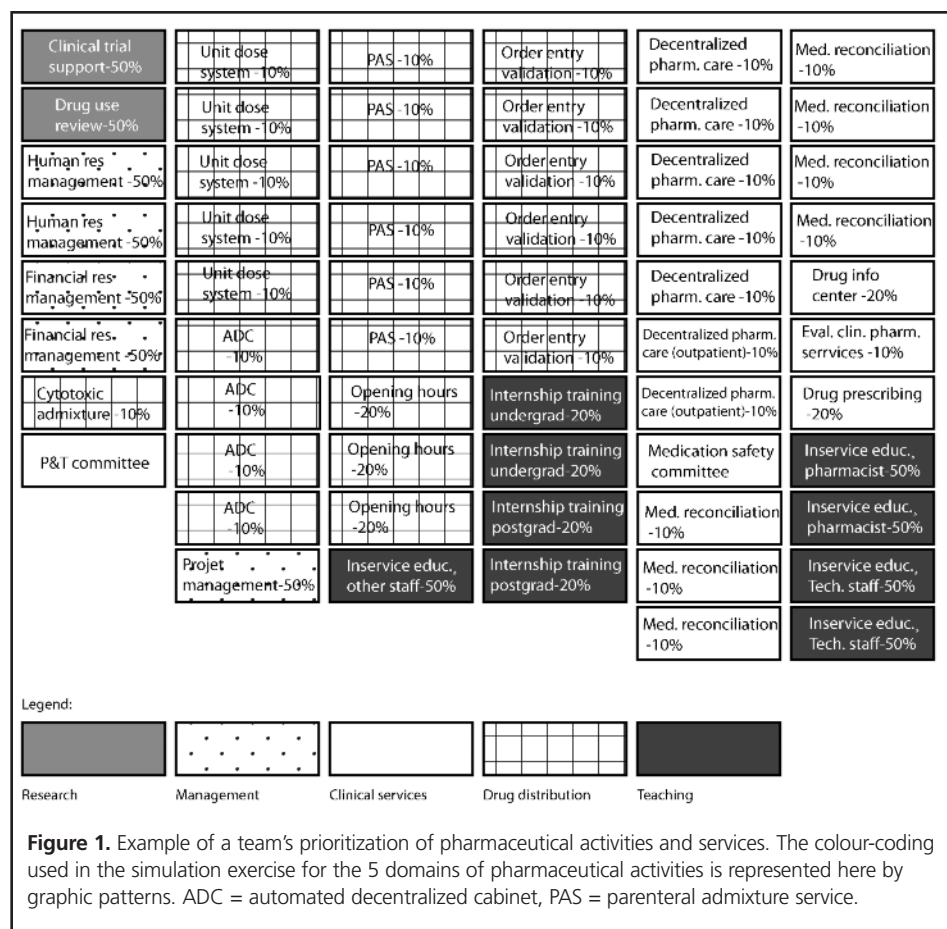 Clinical trial
support-50%
Drug use
review-50%
Human res
management -50%
Human res
management -50%
Financial res.
management -50%
Financial res.
management -50%
Cytotoxic
admixture -10%
P&T committee
Unit dose
system -10%
Unit dose
system -10%
Unit dose
system -10%
Unit dose
system -10%
Unit dose
system -10%
ADC
-10%
ADC
-10%
ADC
-10%
ADC
-10%
Projet
management-50%
PAS -10%
PAS -10%
PAS -10%
PAS -10%
PAS -10%
PAS -10%
Opening hours
-20%
Opening hours
-20%
Opening hours
-20%
Inservice educ.,
other staff-50%
Order entry
validation -10%
Order entry
validation -10%
Order entry
validation -10%
Order entry
validation -10%
Order entry
validation -10%
Order entry
validation -10%
Internship training
undergrad-20%
Internship training
undergrad-20%
Internship training
postgrad-20%
Internship training
postgrad-20%
Decentralized
pharm. care -10%
Decentralized
pharm. care -10%
Decentralized
pharm. care -10%
Decentralized
pharm. care -10%
Decentralized
pharm. care -10%
Decentralized pharm.
care (outpatient)-10%
Decentralized pharm.
care (outpatient)-10%
Medication safety
committee
Med. reconciliation
-10%
Med. reconciliation
-10%
Med. reconciliation
-10%
Med. reconciliation
-10%
Med. reconciliation
-10%
Med. reconciliation
-10%
Med. reconciliation
-10%
Drug info
center -20%
Eval. clin. pharm.
serrvices -10%
Drug prescribing
-20%
Inservice educ.,
pharmacist-50%
Inservice educ.,
pharmacist-50%
Inservice educ.,
Tech. staff-50%
Inservice educ.,
Tech. staff-50%
Legend:
Research
Management
Clinical services
Drug distribution
Teaching
Figure 1. Example of a team's prioritization of pharmaceutical activities and services. The colour-coding
used in the simulation exercise for the 5 domains of pharmaceutical activities is represented here by
graphic patterns. ADC = automated decentralized cabinet, PAS = parenteral admixture service.